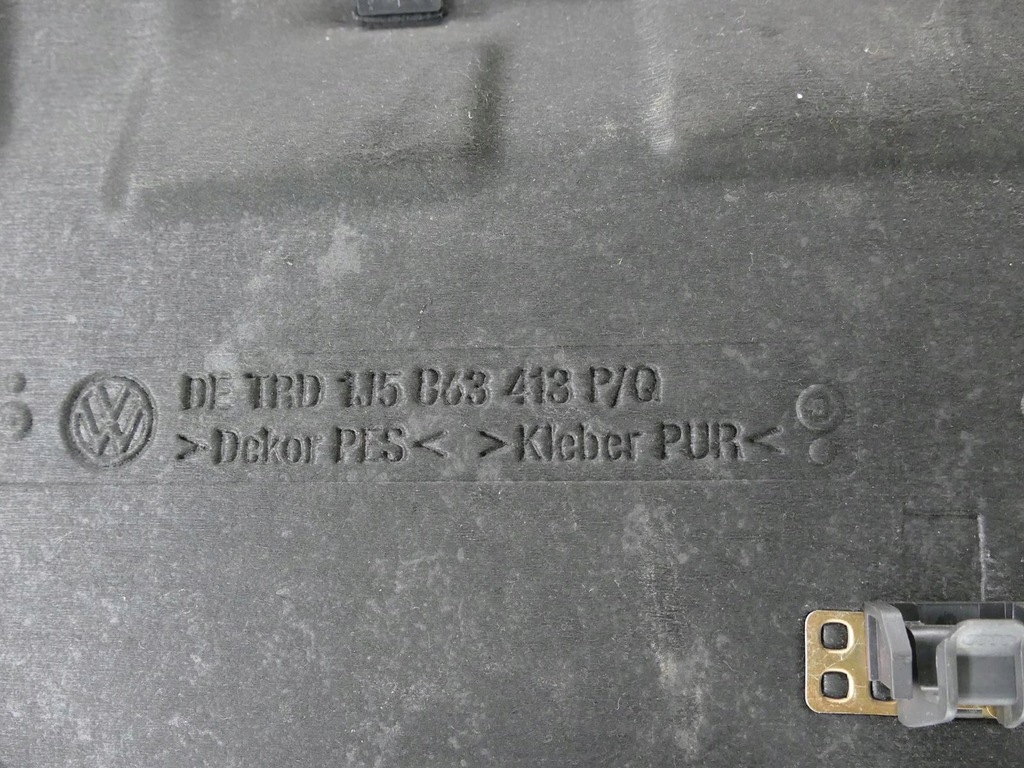 DE TRD 1J5 863 413 P/Q
>Dekor PES< >Kleber PUR<